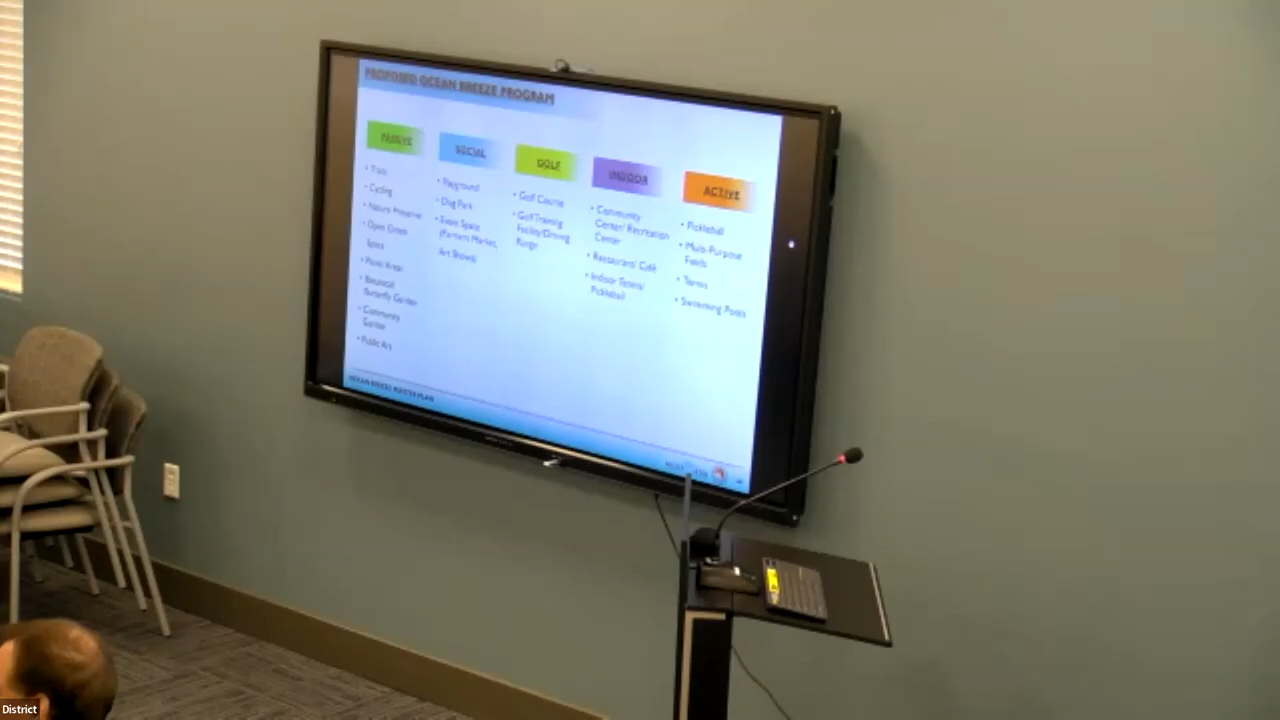 PROPOSED OCEAN BREEZE PROGRAM
PASSIVE
• Trails
• Cycling
• Nature Preserve
• Open Green
Space
• Picnic Areas
• Botanical/
Butterfly Garden
• Community
Garden
• Public Art
SOCIAL
• Playground
• Dog Park
• Event Space
(Farmers Market,
Art Shows)
GOLF
• Golf Course
• Golf Training
Facility/Driving
Range
INDOOR
• Community
Center/ Recreation
Center
• Restaurant/ Café
• Indoor Tennis/
Pickleball
ACTIVE
• Pickleball
• Multi-Purpose
Fields
• Tennis
• Swimming Pools
OCEAN BREEZE MASTER PLAN
District